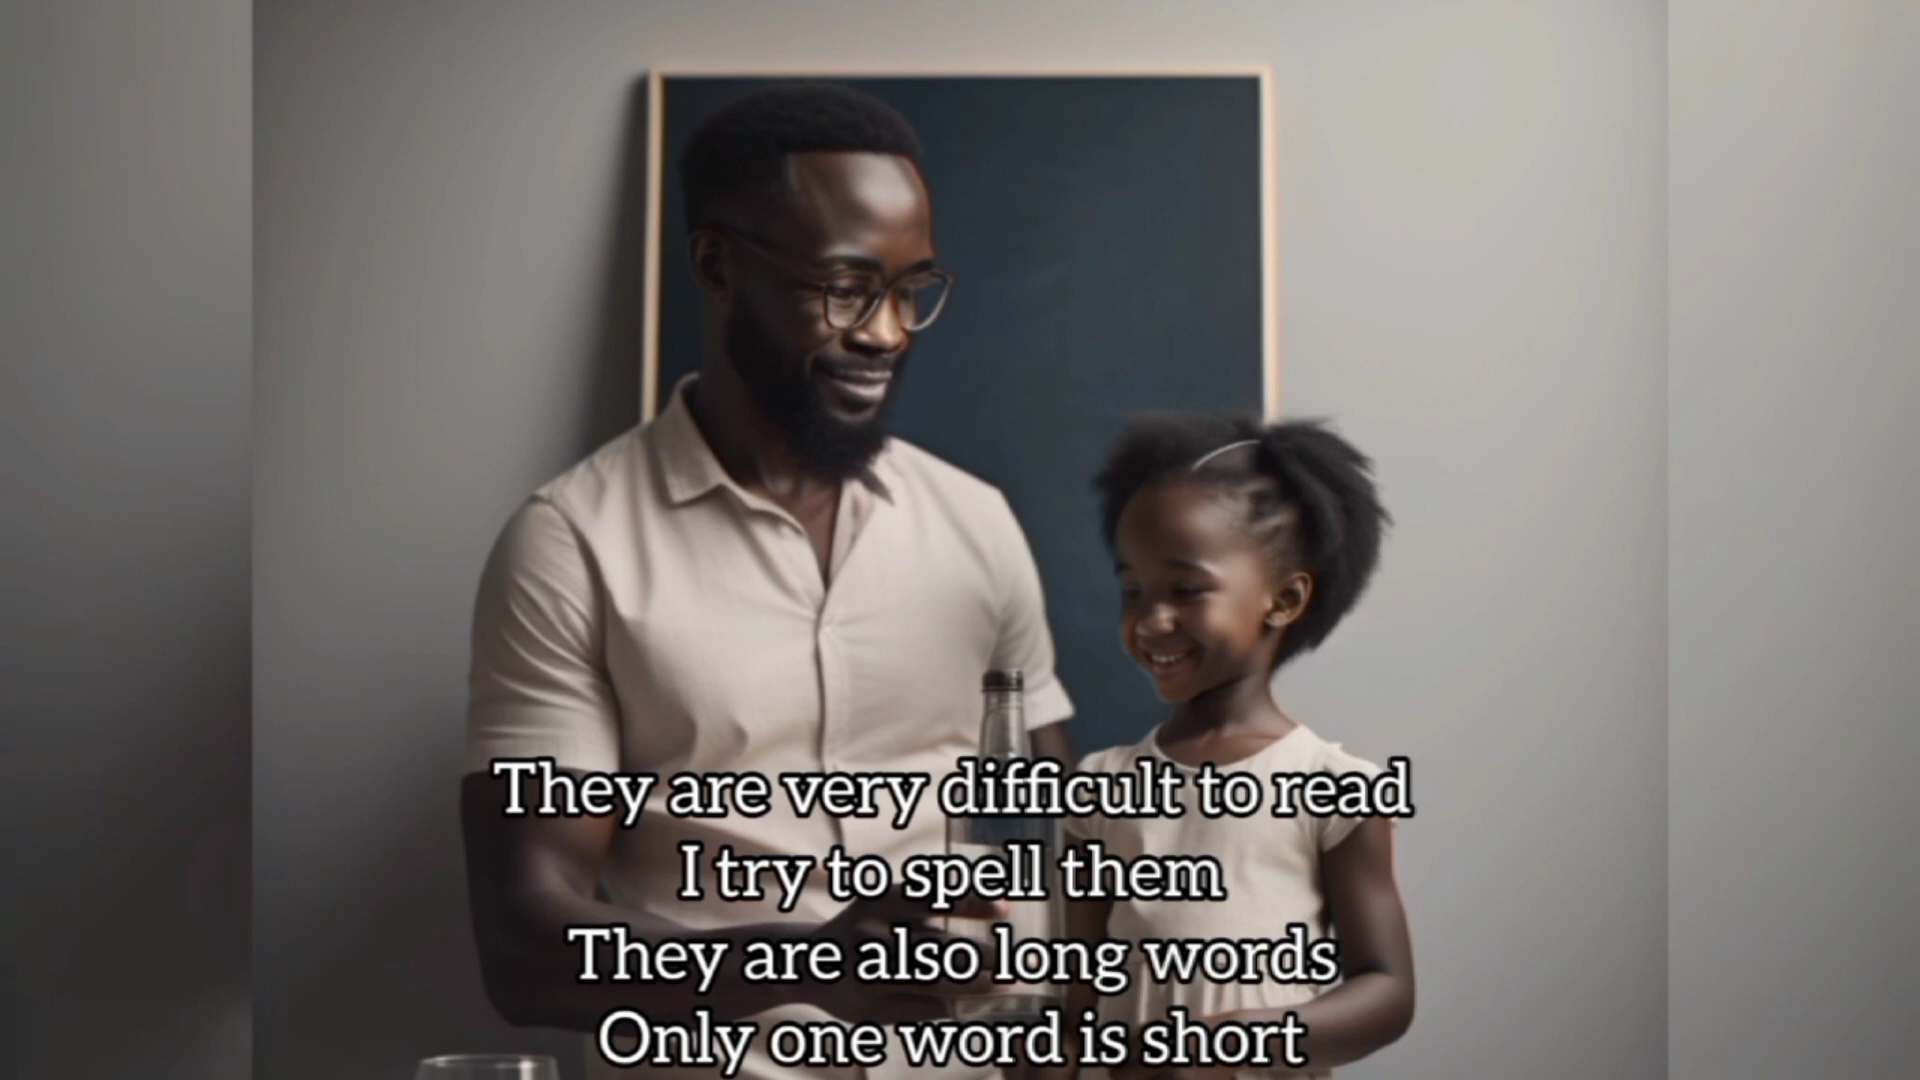 They are very difficult to read
I try to spell them
They are also long words
Only one word is short